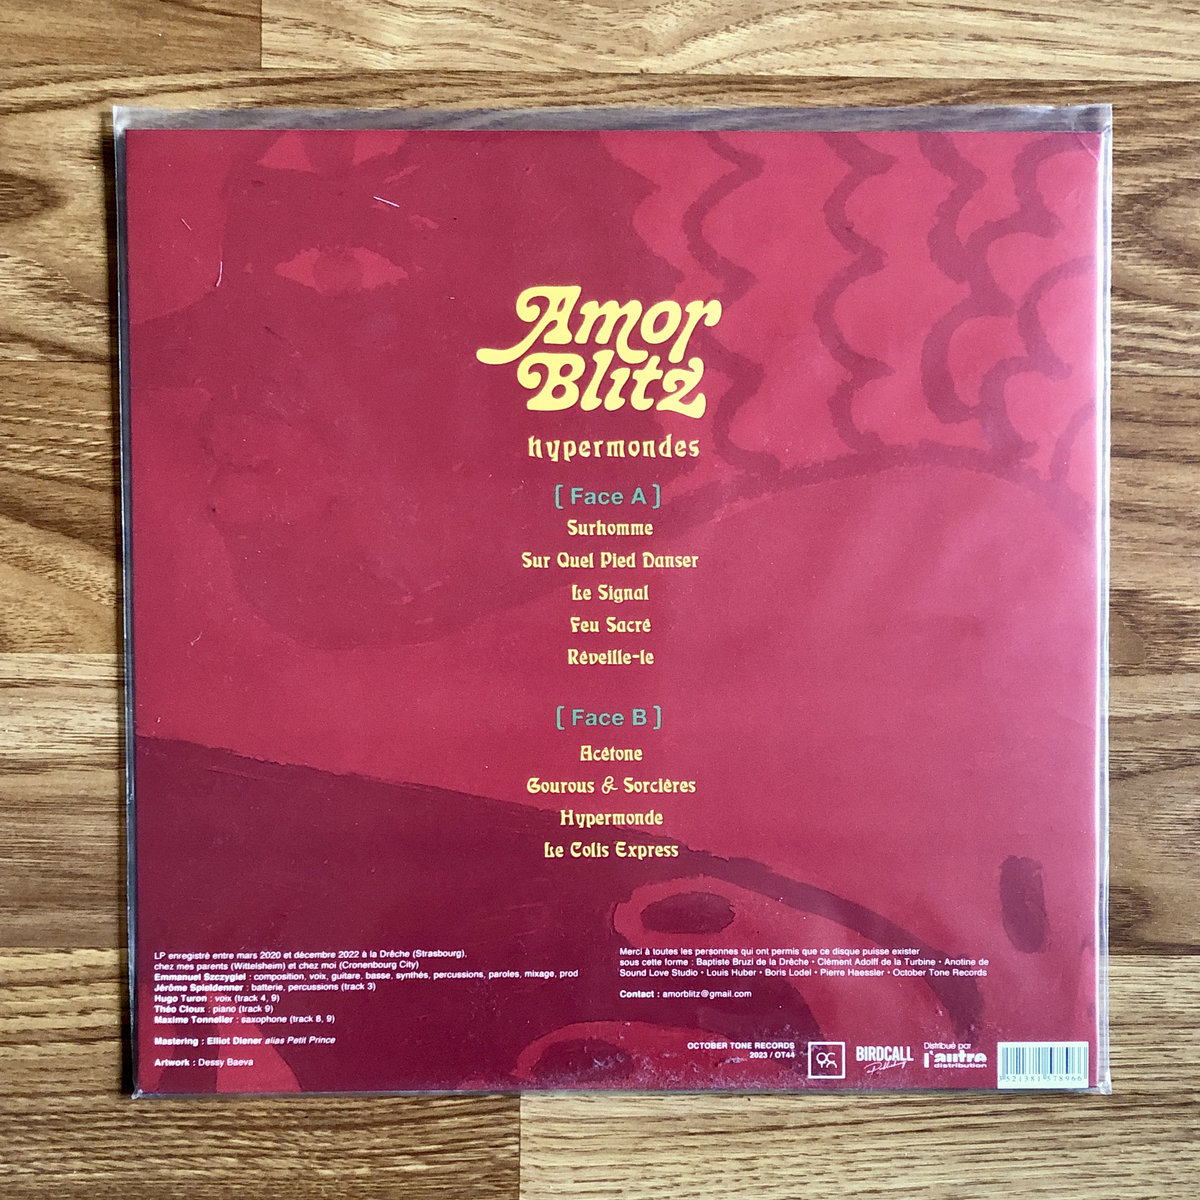 Amor
Blitz
hypermondes
[ Face A ]
Surhomme
Sur Quel Pied Danser
Le Signal
Feu Sacré
Réveille-le
[ Face B ]
Acétone
Gourous & Sorcières
Hypermonde
Le Colis Express
LP enregistré entre mars 2020 et décembre 2022 à la Drêche (Strasbourg),
chez mes parents (Wittelsheim) et chez moi (Cronenbourg City)
Emmanuel Szczygiel : composition, voix, guitare, basse, synthés, percussions, paroles, mixage, prod
Jérôme Spieldenner : batterie, percussions (track 3)
Hugo Turon : voix (track 4, 9)
Théo Cloux : piano (track 9)
Maxime Tonnelier : saxophone (track 8, 9)
Mastering : Elliot Diener alias Petit Prince
Artwork : Dessy Baeva
Merci à toutes les personnes qui ont permis que ce disque puisse exister
sous cette forme : Baptiste Bruzi de la Drêche • Clément Adolff de la Turbine • Anotine de
Sound Love Studio • Louis Huber • Boris Lodel • Pierre Haessler • October Tone Records
Contact : amorblitz@gmail.com
OCTOBER TONE RECORDS
2023 / OT44
BIRDCALL
Publishing
Distribué par
l'autre
distribution
3 521381 578966